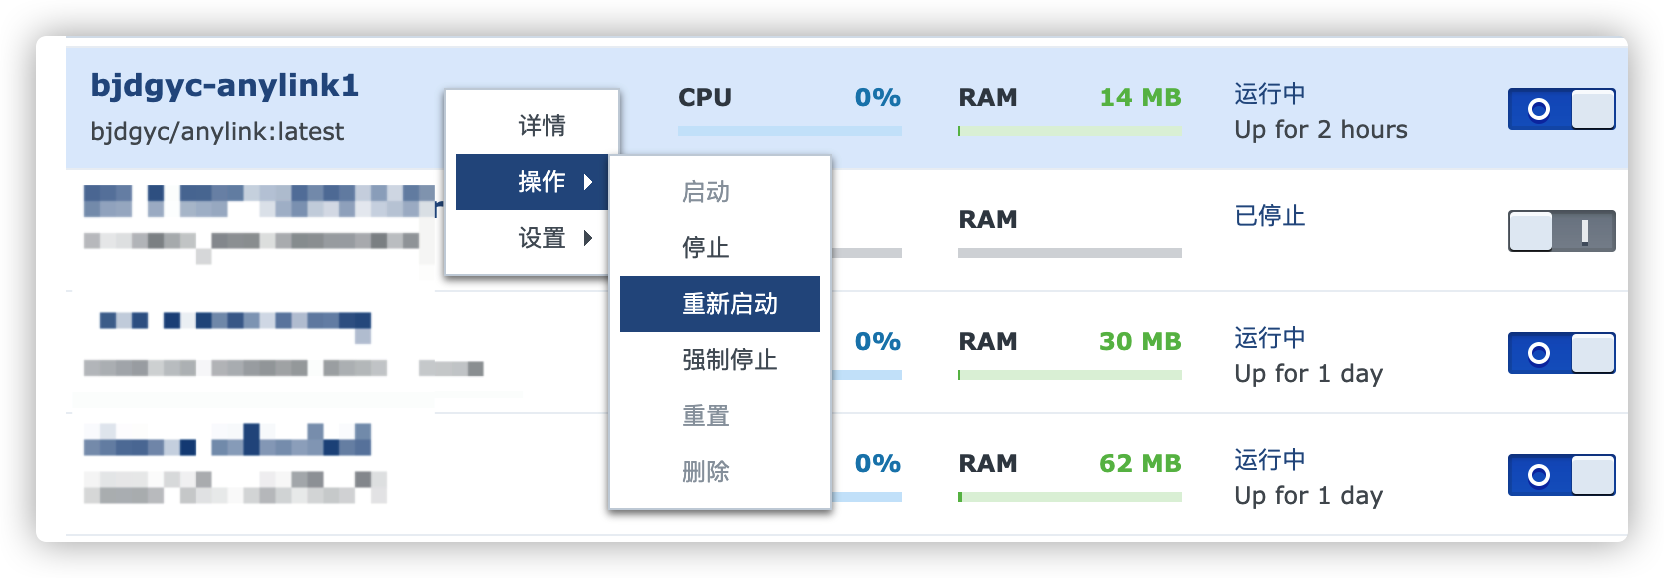 bjdgyc-anylink1
bjdgyc/anylink:latest
CPU 0%
RAM 14 MB
运行中
Up for 2 hours
详情
操作
设置
启动
停止
重新启动
强制停止
重置
删除
RAM
已停止
0%
RAM 30 MB
运行中
Up for 1 day
0%
RAM 62 MB
运行中
Up for 1 day